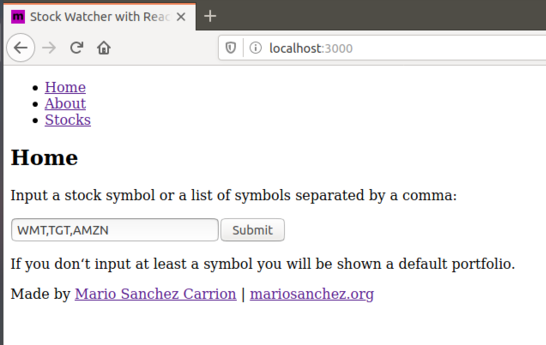 m Stock Watcher with Reac
localhost:3000
Home
About
Stocks
Home
Input a stock symbol or a list of symbols separated by a comma:
WMT,TGT,AMZN Submit
If you don‘t input at least a symbol you will be shown a default portfolio.
Made by Mario Sanchez Carrion | mariosanchez.org